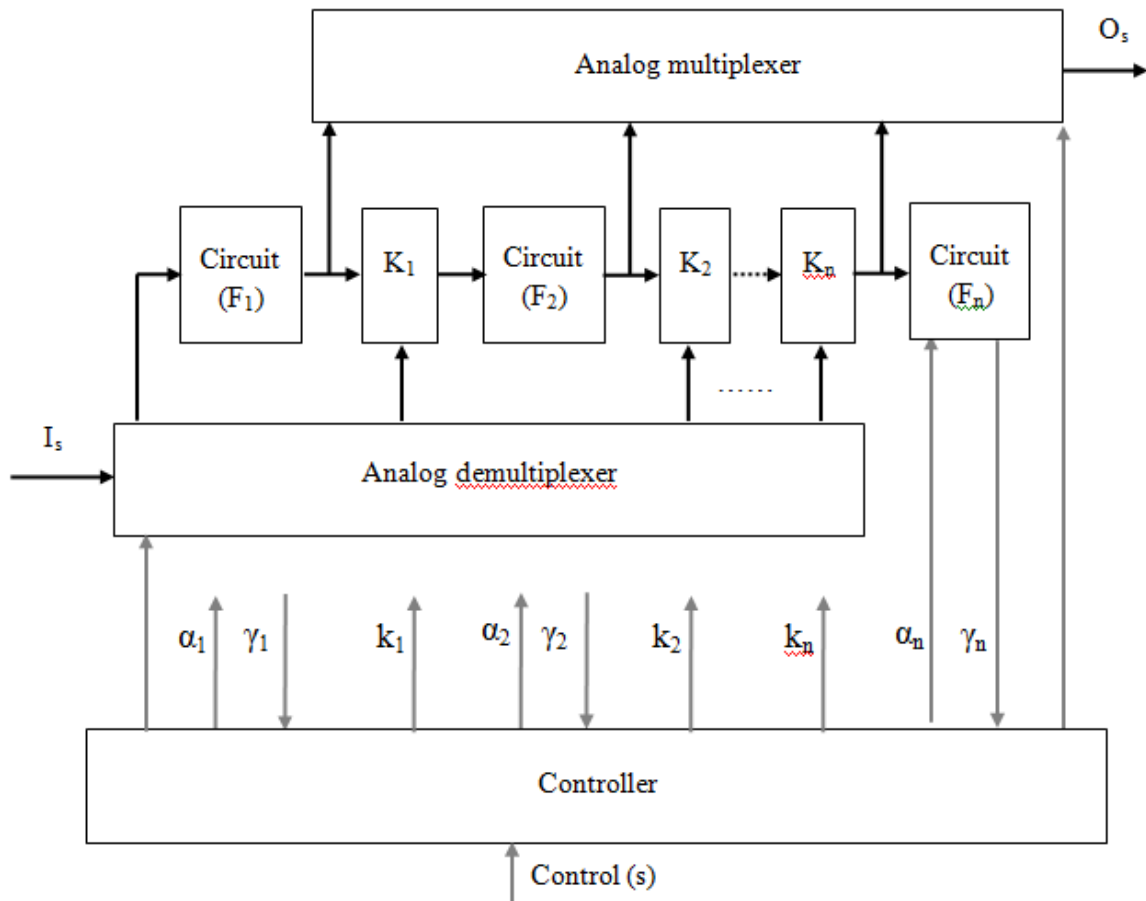 Oₛ
Analog multiplexer
Circuit
(F₁)
K₁
Circuit
(F₂)
K₂
Kₙ
Circuit
(Fₙ)
Iₛ
Analog demultiplexer
α₁
γ₁
k₁
α₂
γ₂
k₂
kₙ
αₙ
γₙ
Controller
Control (s)